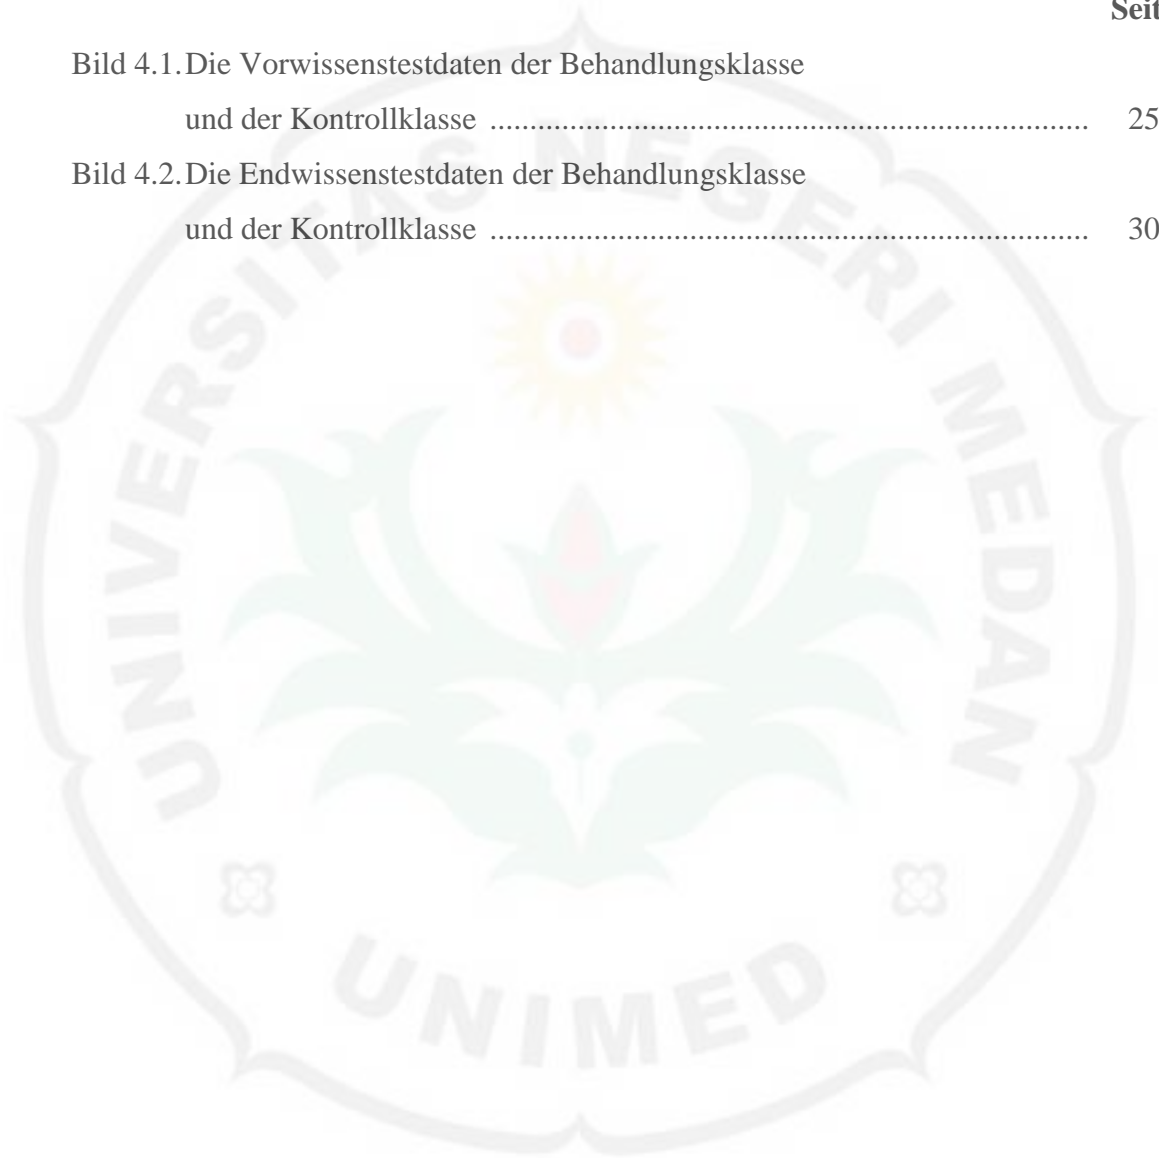 Seit
Bild 4.1.Die Vorwissenstestdaten der Behandlungsklasse
und der Kontrollklasse ........................................................................... 25
Bild 4.2.Die Endwissenstestdaten der Behandlungsklasse
und der Kontrollklasse ........................................................................... 30
UNIVERSITAS NEGERI MEDAN
UNIMED